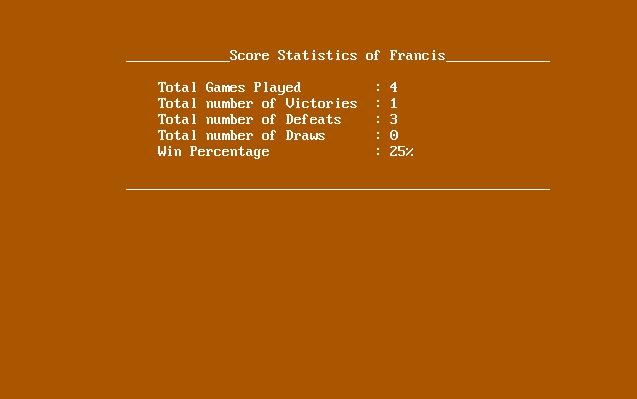 _____________Score Statistics of Francis_____________
Total Games Played : 4
Total number of Victories : 1
Total number of Defeats : 3
Total number of Draws : 0
Win Percentage : 25%